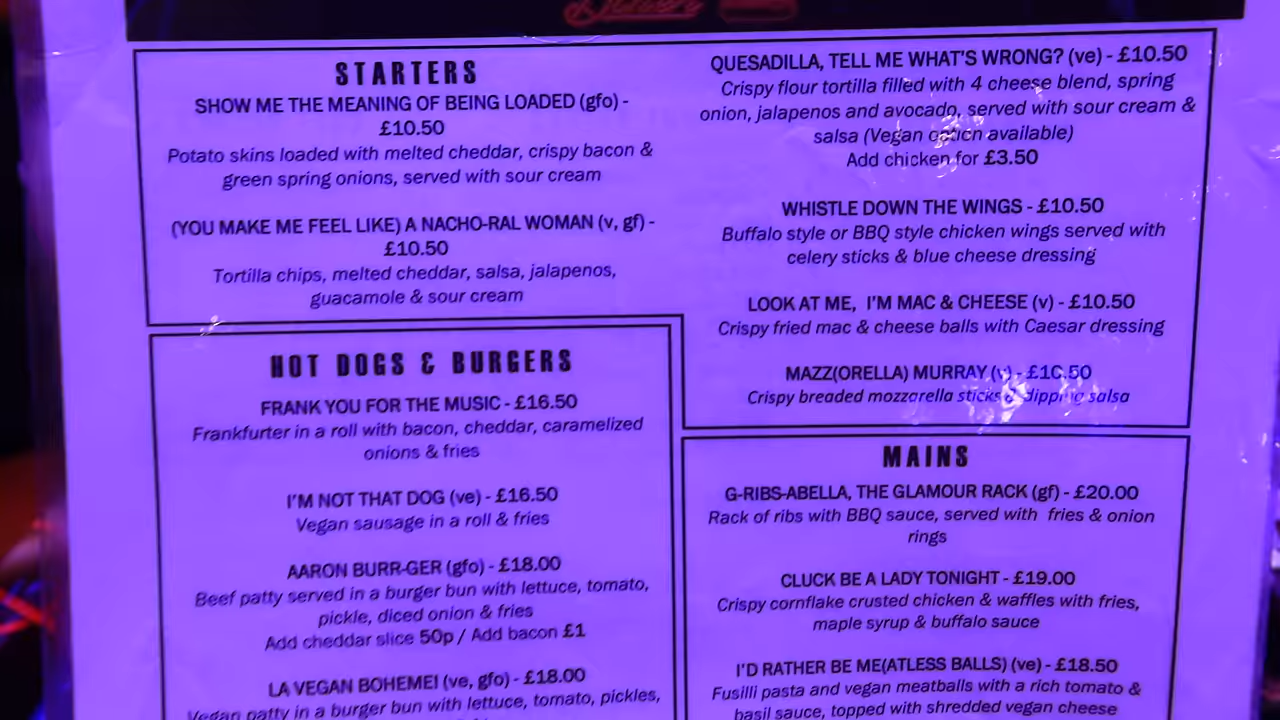 STARTERS
SHOW ME THE MEANING OF BEING LOADED (gfo) -
£10.50
Potato skins loaded with melted cheddar, crispy bacon &
green spring onions, served with sour cream
(YOU MAKE ME FEEL LIKE) A NACHO-RAL WOMAN (v, gf) -
£10.50
Tortilla chips, melted cheddar, salsa, jalapenos,
guacamole & sour cream
QUESADILLA, TELL ME WHAT'S WRONG? (ve) - £10.50
Crispy flour tortilla filled with 4 cheese blend, spring
onion, jalapenos and avocado, served with sour cream &
salsa (Vegan option available)
Add chicken for £3.50
WHISTLE DOWN THE WINGS - £10.50
Buffalo style or BBQ style chicken wings served with
celery sticks & blue cheese dressing
LOOK AT ME, I'M MAC & CHEESE (v) - £10.50
Crispy fried mac & cheese balls with Caesar dressing
MAZZ(ORELLA) MURRAY (v) - £10.50
Crispy breaded mozzarella sticks & dipping salsa
HOT DOGS & BURGERS
FRANK YOU FOR THE MUSIC - £16.50
Frankfurter in a roll with bacon, cheddar, caramelized
onions & fries
I'M NOT THAT DOG (ve) - £16.50
Vegan sausage in a roll & fries
AARON BURR-GER (gfo) - £18.00
Beef patty served in a burger bun with lettuce, tomato,
pickle, diced onion & fries
Add cheddar slice 50p / Add bacon £1
LA VEGAN BOHEME! (ve, gfo) - £18.00
Vegan patty in a burger bun with lettuce, tomato, pickles,
MAINS
G-RIBS-ABELLA, THE GLAMOUR RACK (gf) - £20.00
Rack of ribs with BBQ sauce, served with fries & onion
rings
CLUCK BE A LADY TONIGHT - £19.00
Crispy cornflake crusted chicken & waffles with fries,
maple syrup & buffalo sauce
I'D RATHER BE ME(ATLESS BALLS) (ve) - £18.50
Fusilli pasta and vegan meatballs with a rich tomato &
basil sauce, topped with shredded vegan cheese